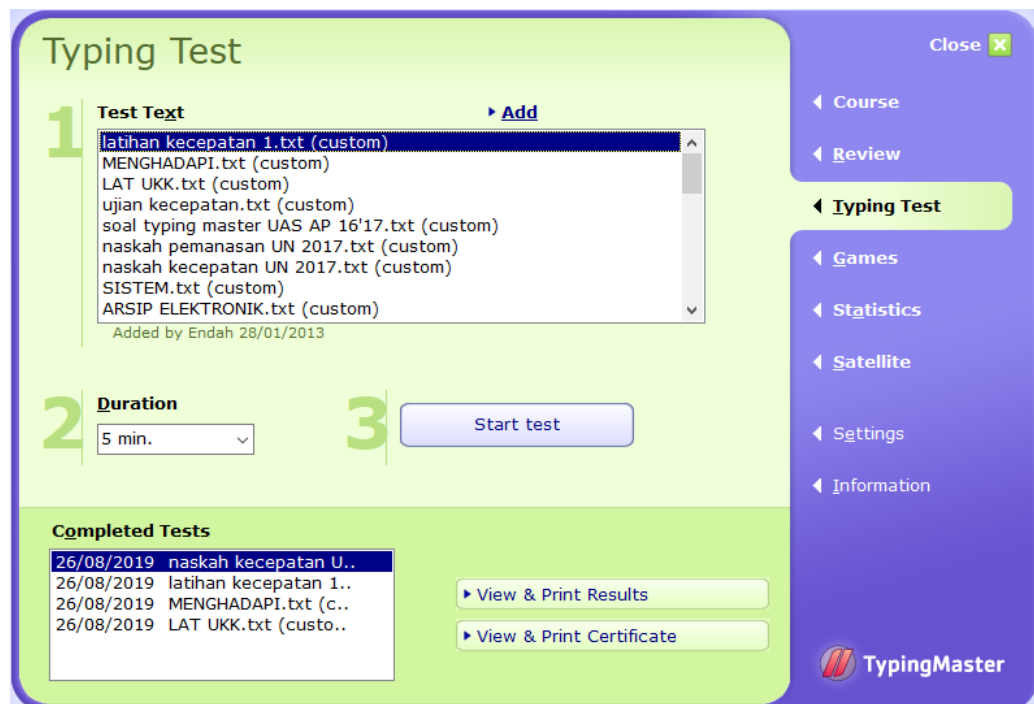 Typing Test
Close
1
Test Text
Add
latihan kecepatan 1.txt (custom)
MENGHADAPI.txt (custom)
LAT UKK.txt (custom)
ujian kecepatan.txt (custom)
soal typing master UAS AP 16'17.txt (custom)
naskah pemanasan UN 2017.txt (custom)
naskah kecepatan UN 2017.txt (custom)
SISTEM.txt (custom)
ARSIP ELEKTRONIK.txt (custom)
Added by Endah 28/01/2013
2
Duration
5 min.
3
Start test
Completed Tests
26/08/2019 naskah kecepatan U..
26/08/2019 latihan kecepatan 1..
26/08/2019 MENGHADAPI.txt (c..
26/08/2019 LAT UKK.txt (custo..
View & Print Results
View & Print Certificate
Course
Review
Typing Test
Games
Statistics
Satellite
Settings
Information
TypingMaster